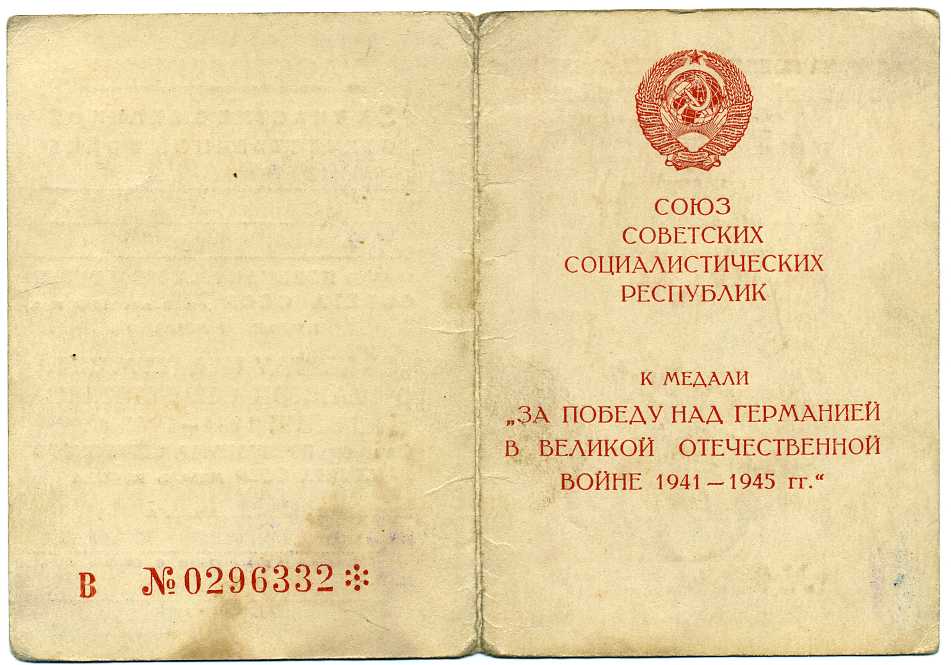 В №0296332
СОЮЗ
СОВЕТСКИХ
СОЦИАЛИСТИЧЕСКИХ
РЕСПУБЛИК
К МЕДАЛИ
„ЗА ПОБЕДУ НАД ГЕРМАНИЕЙ
В ВЕЛИКОЙ ОТЕЧЕСТВЕННОЙ
ВОЙНЕ 1941 — 1945 гг.“